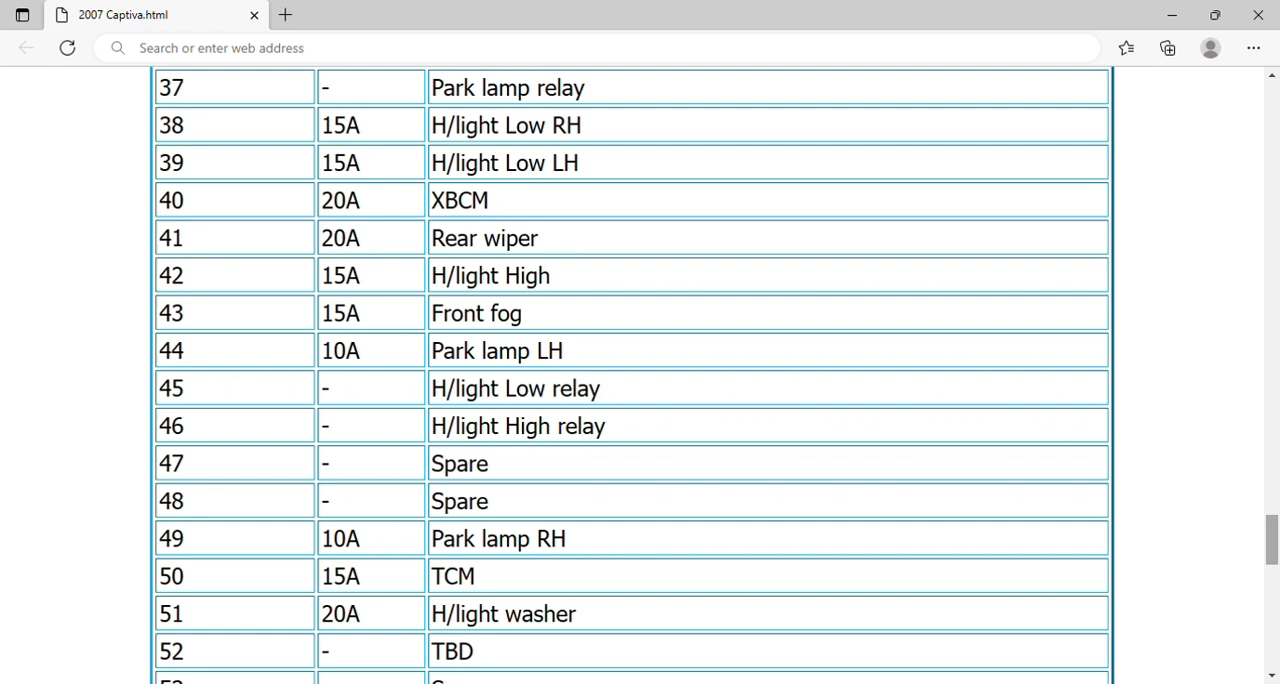 2007 Captiva.html
Search or enter web address
37 - Park lamp relay
38 15A H/light Low RH
39 15A H/light Low LH
40 20A XBCM
41 20A Rear wiper
42 15A H/light High
43 15A Front fog
44 10A Park lamp LH
45 - H/light Low relay
46 - H/light High relay
47 - Spare
48 - Spare
49 10A Park lamp RH
50 15A TCM
51 20A H/light washer
52 - TBD